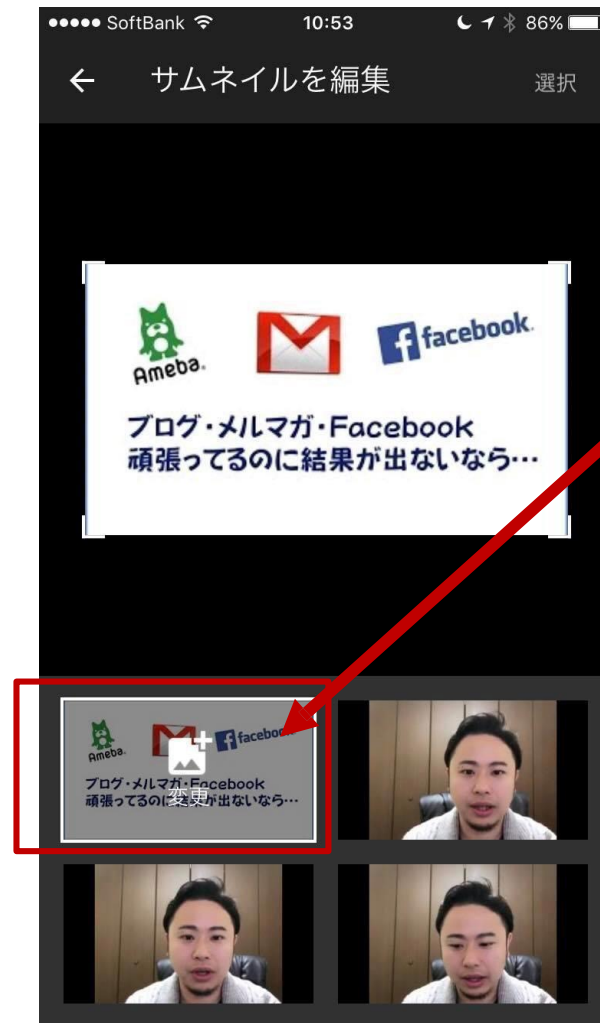 SoftBank 10:53 86%
サムネイルを編集 選択
Ameba. facebook.
ブログ・メルマガ・Facebook
頑張ってるのに結果が出ないなら…
Ameba. faceboo
ブログ・メルマガ・Facebook
頑張ってるのに結果が出ないなら…
変更